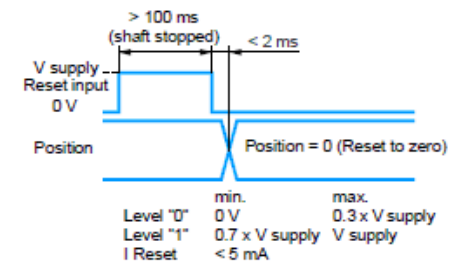 > 100 ms
(shaft stopped)
< 2 ms
V supply
Reset input
0 V
Position
Position = 0 (Reset to zero)
min. max.
Level "0" 0 V 0.3 x V supply
Level "1" 0.7 x V supply V supply
I Reset < 5 mA